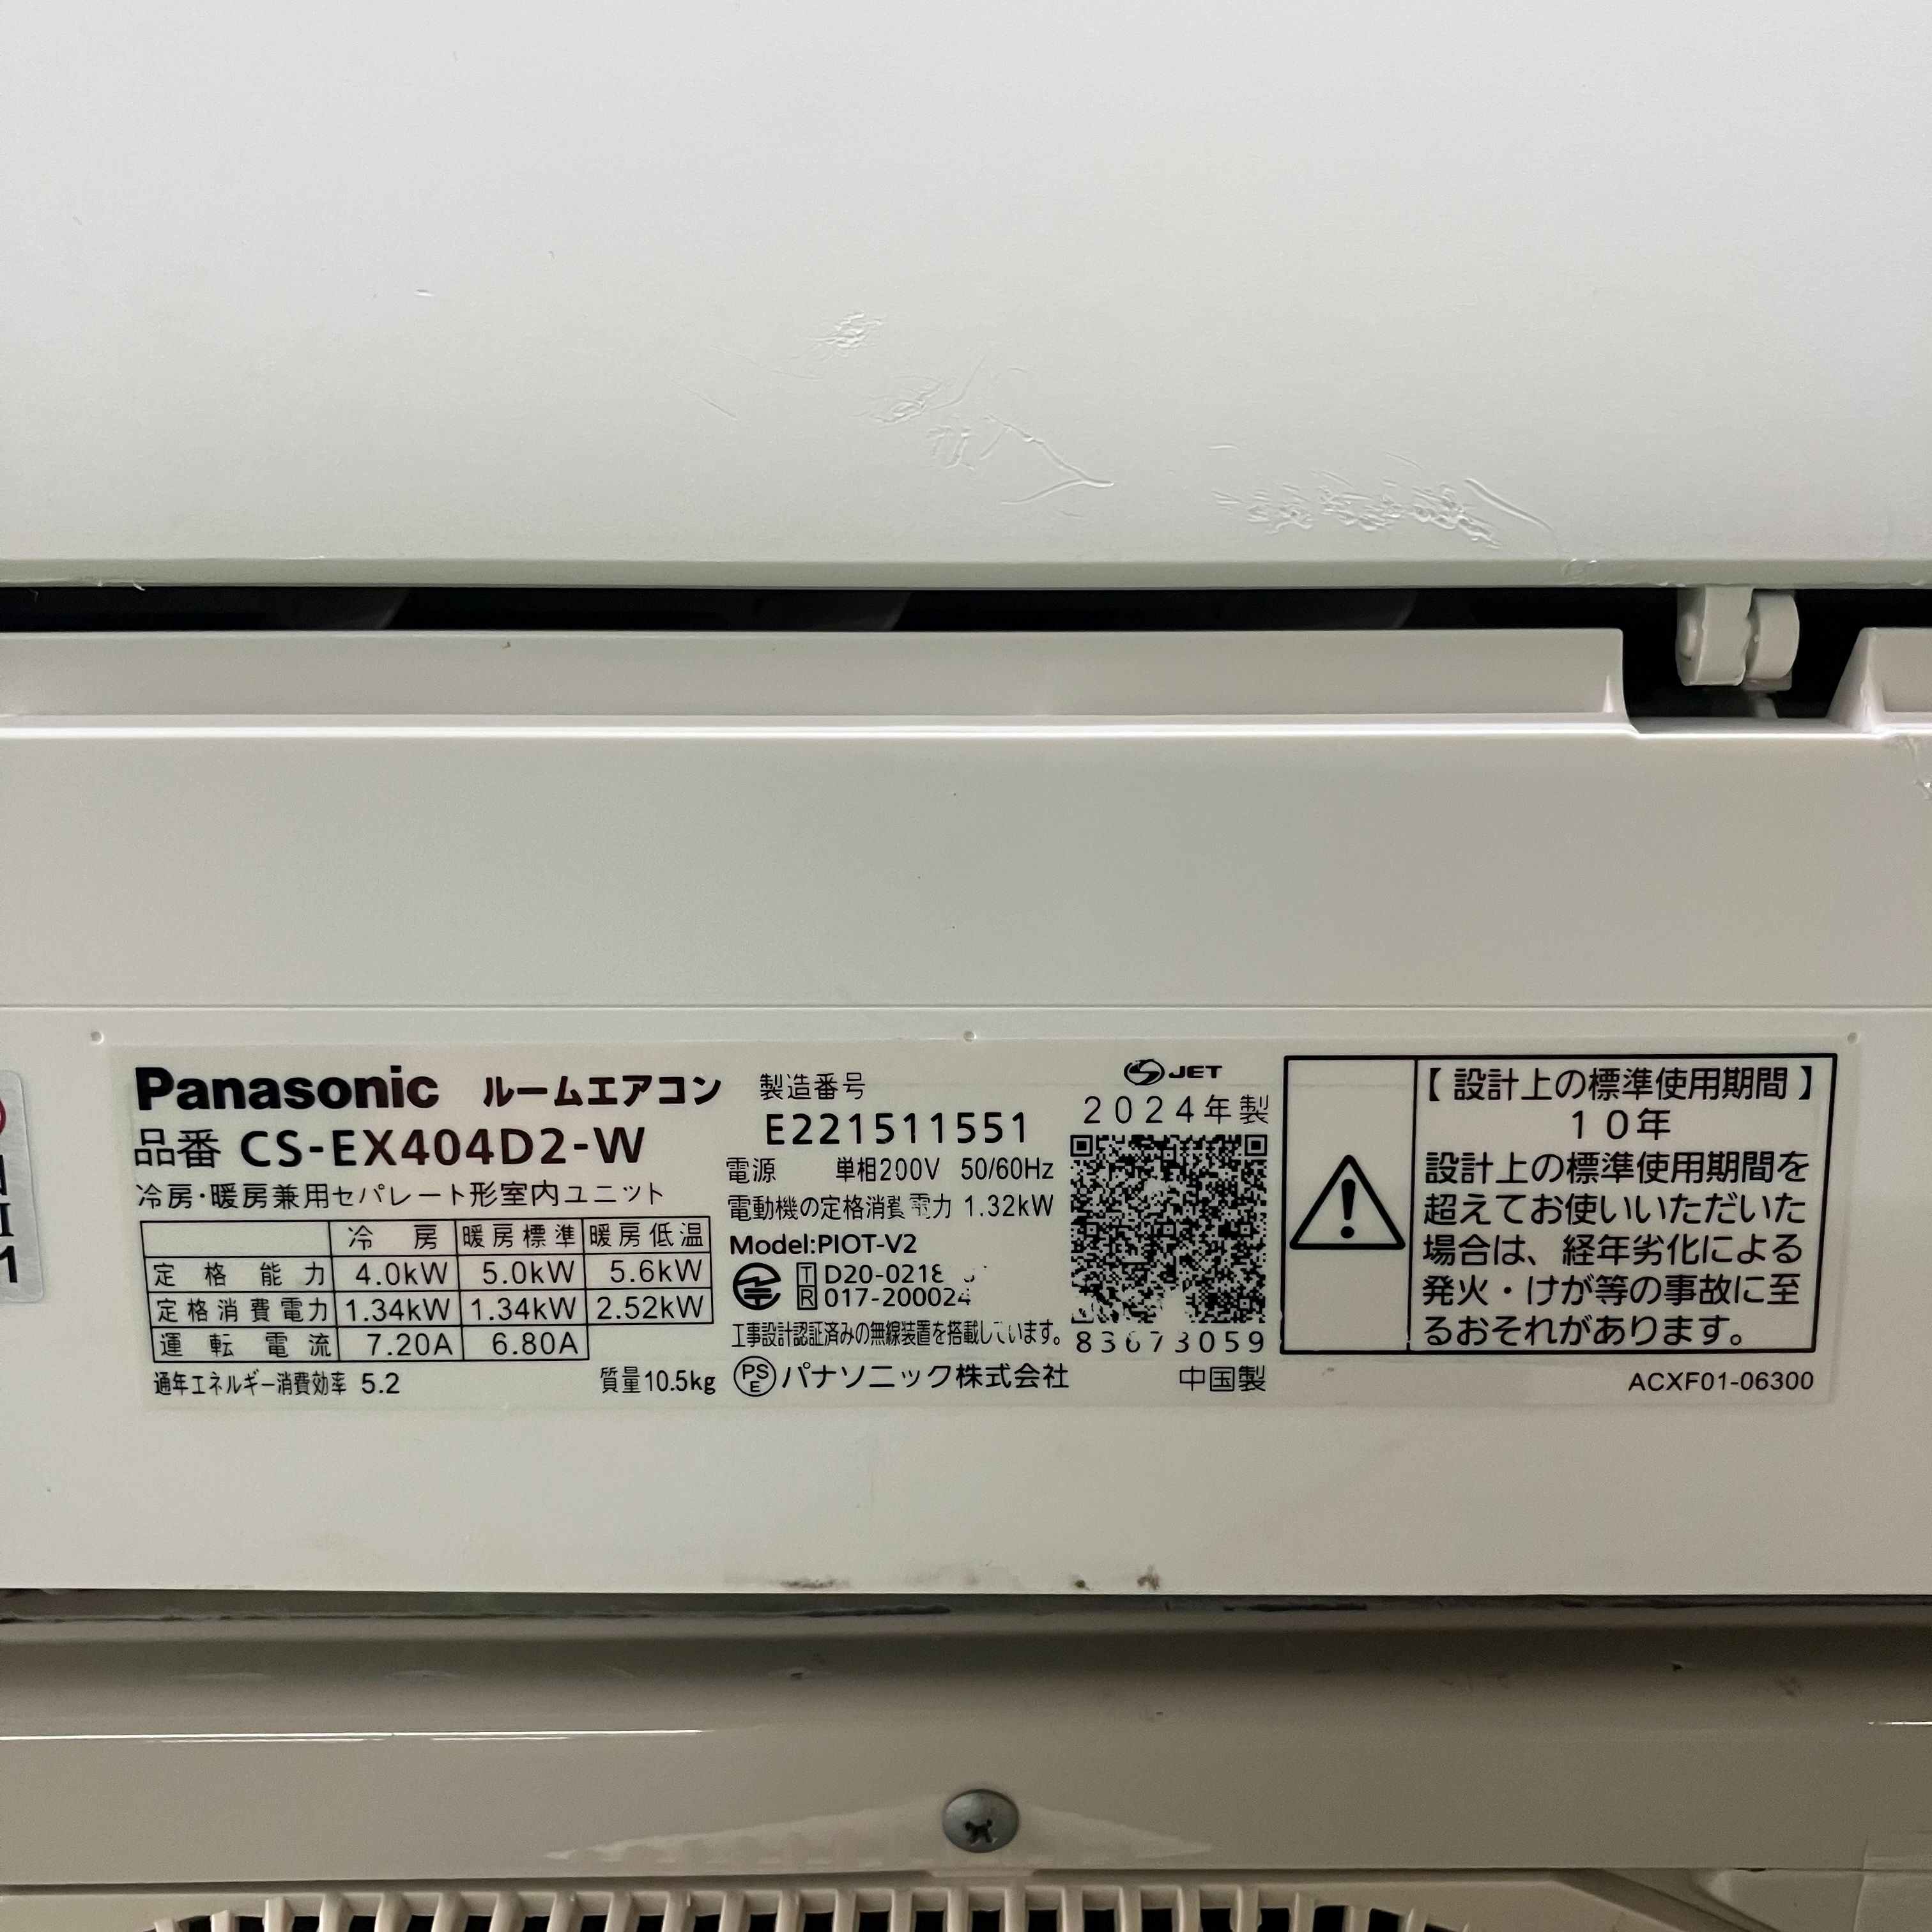 Panasonic ルームエアコン
品番 CS-EX404D2-W
冷房・暖房兼用セパレート形室内ユニット
冷房 暖房標準 暖房低温
定格能力 4.0kW 5.0kW 5.6kW
定格消費電力 1.34kW 1.34kW 2.52kW
運転電流 7.20A 6.80A
通年エネルギー消費効率 5.2 質量10.5kg
製造番号
E221511551
電源 単相200V 50/60Hz
電動機の定格消費電力 1.32kW
Model:PIOT-V2
T
R 017-200024
工事設計認証済みの無線装置を搭載しています。
PSE パナソニック株式会社
JET
2024年製
83673059
中国製
【設計上の標準使用期間】
10年
設計上の標準使用期間を
超えてお使いいただいた
場合は、経年劣化による
発火・けが等の事故に至
るおそれがあります。
ACXF01-06300